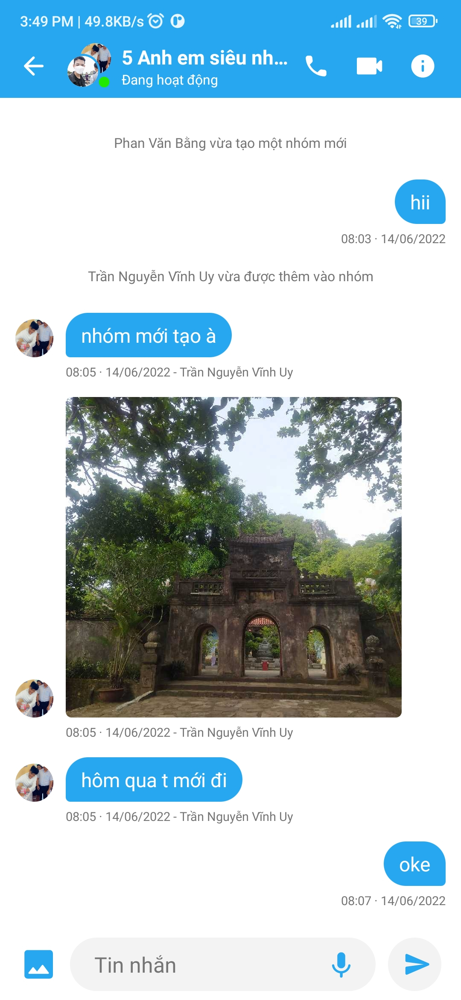 3:49 PM | 49.8KB/s
39
5 Anh em siêu nh...
Đang hoạt động
Phan Văn Bằng vừa tạo một nhóm mới
hii
08:03 · 14/06/2022
Trần Nguyễn Vĩnh Uy vừa được thêm vào nhóm
nhóm mới tạo à
08:05 · 14/06/2022 - Trần Nguyễn Vĩnh Uy
08:05 · 14/06/2022 - Trần Nguyễn Vĩnh Uy
hôm qua t mới đi
08:05 · 14/06/2022 - Trần Nguyễn Vĩnh Uy
oke
08:07 · 14/06/2022
Tin nhắn